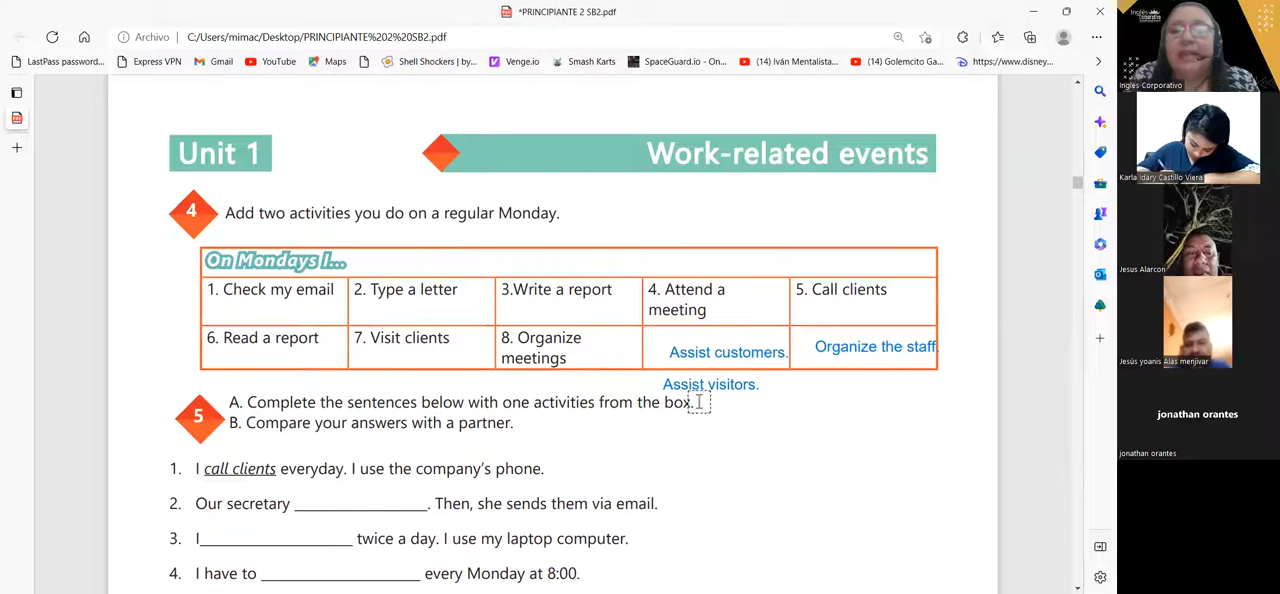 *PRINCIPIANTE 2 SB2.pdf
Archivo C:/Users/mimac/Desktop/PRINCIPIANTE%202%20SB2.pdf
LastPass password... Express VPN Gmail YouTube Maps Shell Shockers | by... Venge.io Smash Karts SpaceGuard.io - On... (14) Iván Mentalista... (14) Golemcito Ga... https://www.disney...
Unit 1 Work-related events
4 Add two activities you do on a regular Monday.
On Mondays I...
1. Check my email 2. Type a letter 3.Write a report 4. Attend a meeting 5. Call clients
6. Read a report 7. Visit clients 8. Organize meetings Assist customers. Organize the staff.
Assist visitors.
5 A. Complete the sentences below with one activities from the box.
B. Compare your answers with a partner.
1. I call clients everyday. I use the company's phone.
2. Our secretary _______________. Then, she sends them via email.
3. I__________________ twice a day. I use my laptop computer.
4. I have to ___________________ every Monday at 8:00.
Inglés Corporativo
Inglés Corporativo
Karla Idary Castillo Viera
Jesus Alarcon
Jesús yoanis Alas menjivar
jonathan orantes
jonathan orantes